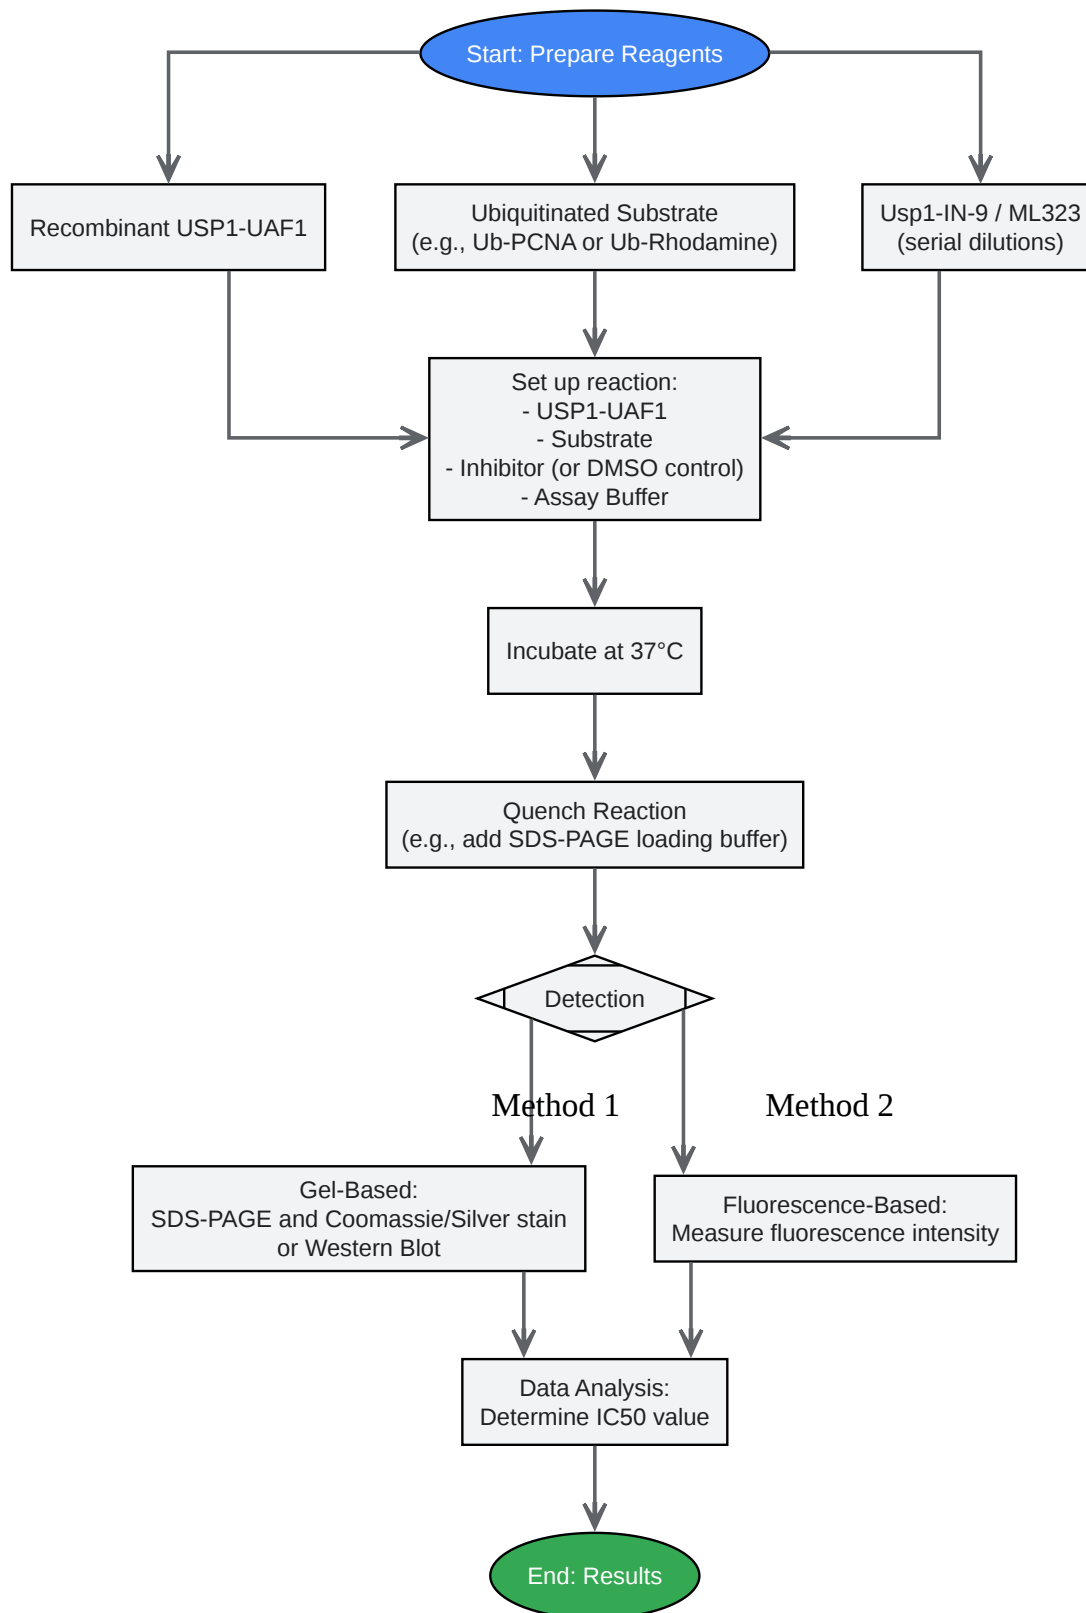 Start: Prepare Reagents
Recombinant USP1-UAF1
Ubiquitinated Substrate
(e.g., Ub-PCNA or Ub-Rhodamine)
Usp1-IN-9 / ML323
(serial dilutions)
Set up reaction:
- USP1-UAF1
- Substrate
- Inhibitor (or DMSO control)
- Assay Buffer
Incubate at 37°C
Quench Reaction
(e.g., add SDS-PAGE loading buffer)
Detection
Method 1
Method 2
Gel-Based:
SDS-PAGE and Coomassie/Silver stain
or Western Blot
Fluorescence-Based:
Measure fluorescence intensity
Data Analysis:
Determine IC50 value
End: Results